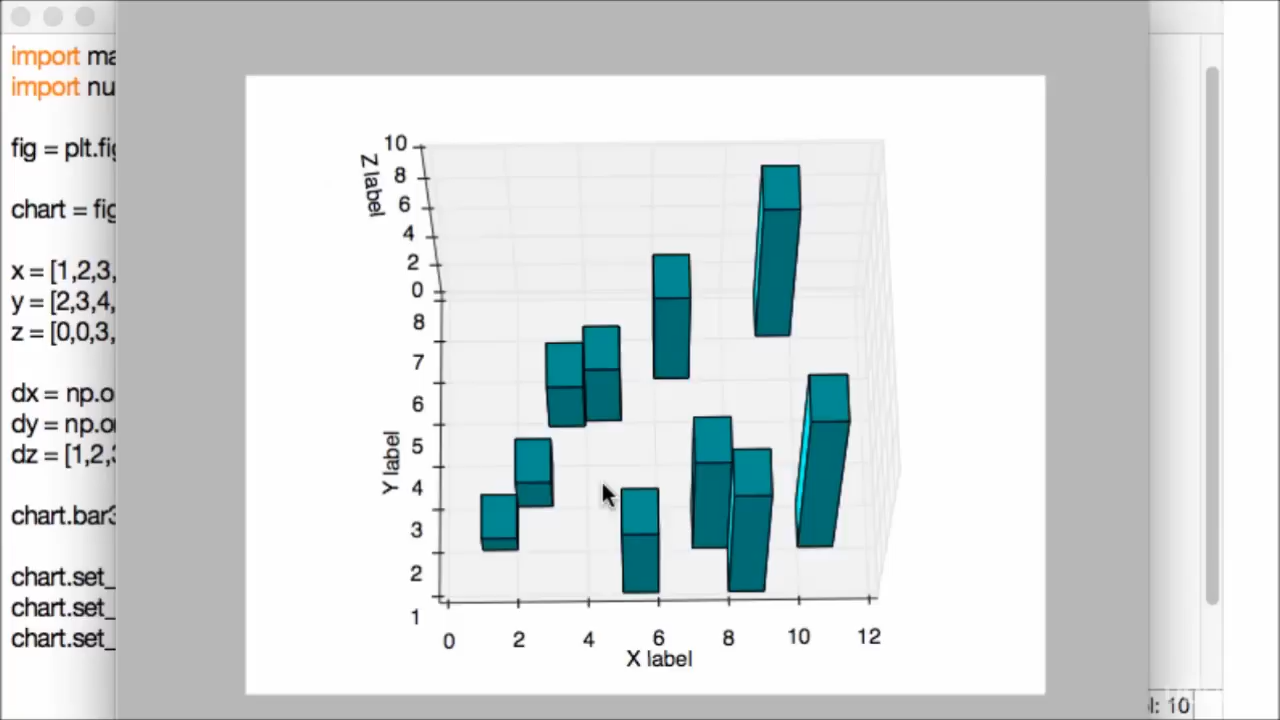 import ma
import nu
fig = plt.fig
chart = fig
x = [1,2,3,
y = [2,3,4,
z = [0,0,3,
dx = np.o
dy = np.o
dz = [1,2,3
chart.bar3
chart.set_
chart.set_
chart.set_
10
8
6
4
2
0
Z label
8
7
6
5
4
3
2
1
Y label
0 2 4 6 8 10 12
X label
l: 10